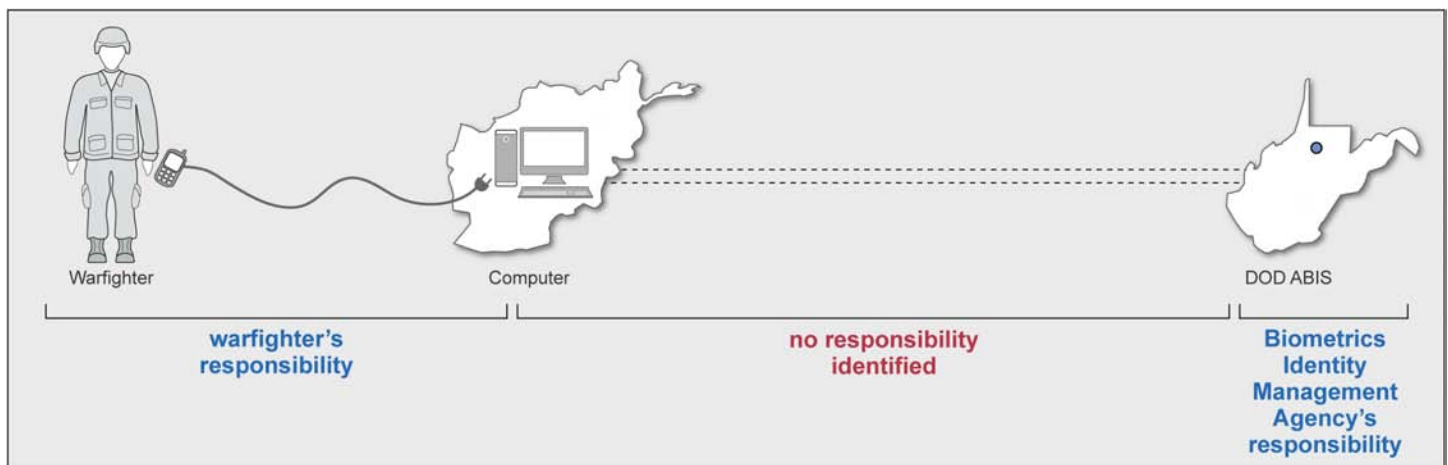 Warfighter
Computer
DOD ABIS
warfighter’s
responsibility
no responsibility
identified
Biometrics
Identity
Management
Agency’s
responsibility